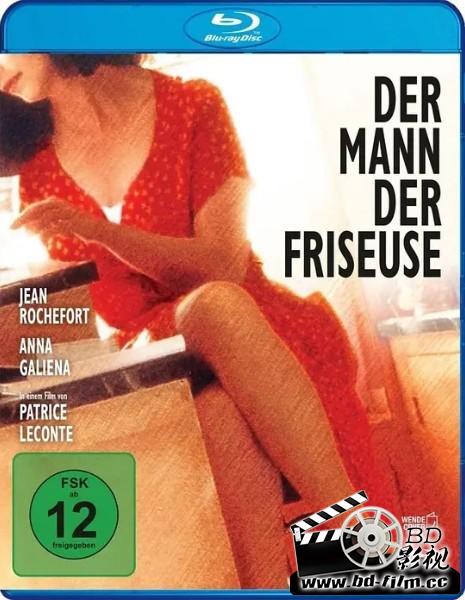 Blu-ray Disc
DER
MANN
DER
FRISEUSE
JEAN
ROCHEFORT
ANNA
GALIENA
In einem Film von
PATRICE
LECONTE
FSK
ab
12
freigegeben
WENDE
COVER
BD
影视
www.bd-film.cc